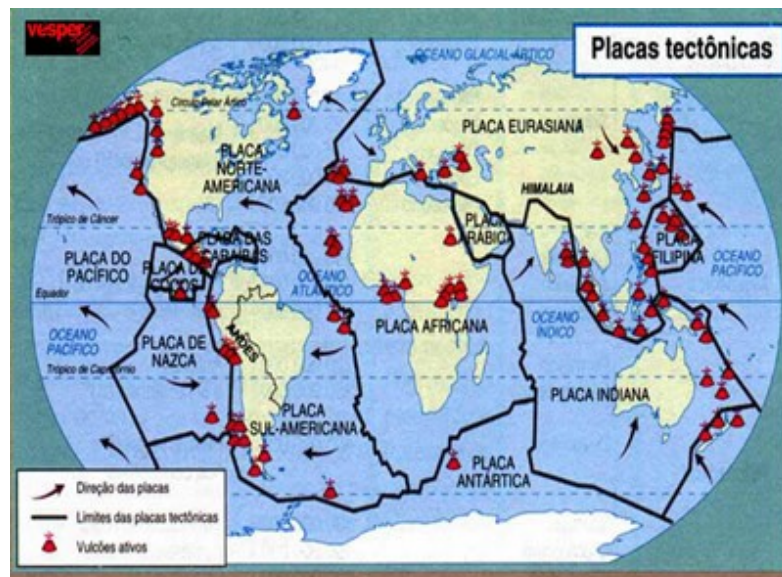 vesper
Placas tectônicas
OCEANO GLACIAL ÁRTICO
Círculo Polar Ártico
PLACA EURASIANA
PLACA
NORTE-
AMERICANA
HIMALAIA
Trópico de Câncer
PLACA DAS
CARAÍBAS
PLACA
ARÁBICA
PLACA
FILIPINA
PLACA DO
PACÍFICO
PLACA DE
COCOS
OCEANO
ATLÂNTICO
OCEANO
PACÍFICO
Equador
OCEANO
PACÍFICO
ANDES
PLACA AFRICANA
OCEANO
ÍNDICO
PLACA DE
NAZCA
Trópico de Capricórnio
PLACA INDIANA
PLACA
SUL-AMERICANA
PLACA
ANTÁRTICA
Direção das placas
Limites das placas tectônicas
Vulcões ativos